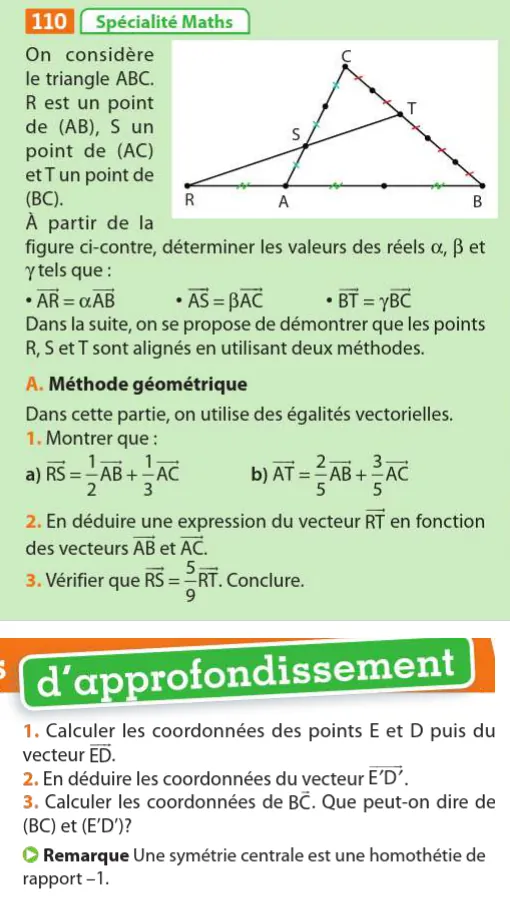 110 Spécialité Maths
On considère
le triangle ABC.
R est un point
de (AB), S un
point de (AC)
et T un point de
(BC).
À partir de la
C
T
S
R
A
B
figure ci-contre, déterminer les valeurs des réels α, β et
γ tels que :
• AR⃗ = αAB⃗ • AS⃗ = βAC⃗ • BT⃗ = γBC⃗
Dans la suite, on se propose de démontrer que les points
R, S et T sont alignés en utilisant deux méthodes.
A. Méthode géométrique
Dans cette partie, on utilise des égalités vectorielles.
1. Montrer que :
a) RS⃗ = 1/2 AB⃗ + 1/3 AC⃗ b) AT⃗ = 2/5 AB⃗ + 3/5 AC⃗
2. En déduire une expression du vecteur RT⃗ en fonction
des vecteurs AB⃗ et AC⃗.
3. Vérifier que RS⃗ = 5/9 RT⃗. Conclure.
s d'approfondissement
1. Calculer les coordonnées des points E et D puis du
vecteur ED⃗.
2. En déduire les coordonnées du vecteur E'D'⃗.
3. Calculer les coordonnées de BC⃗. Que peut-on dire de
(BC) et (E'D')?
Remarque Une symétrie centrale est une homothétie de
rapport –1.